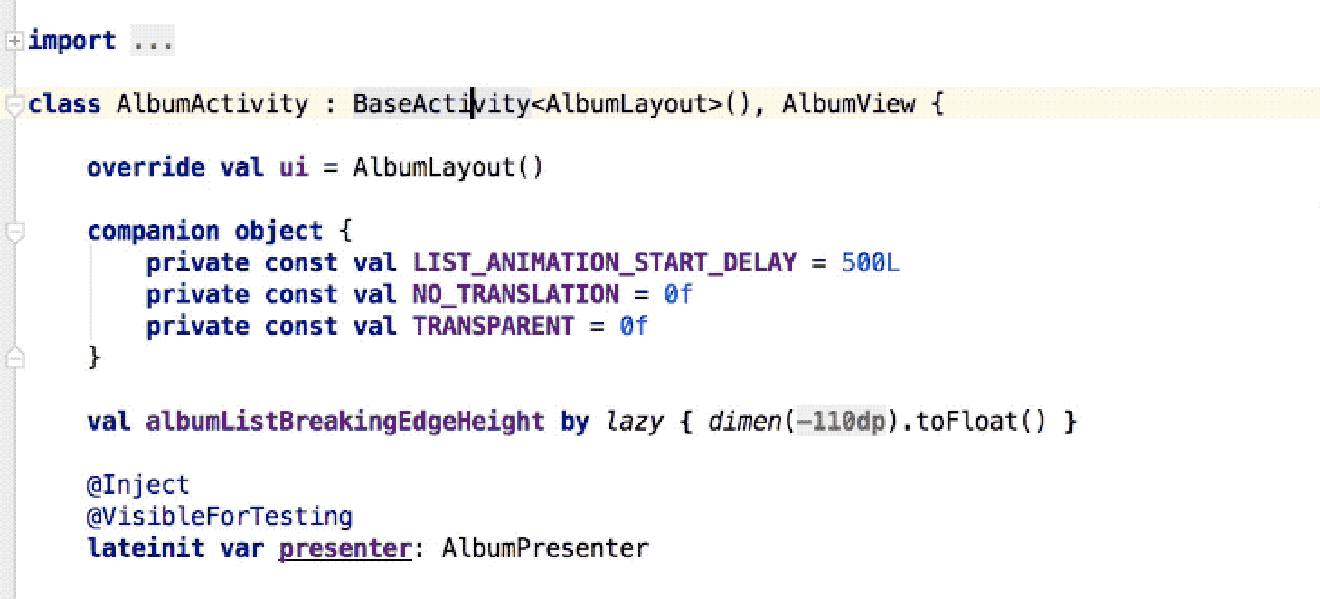 import ...
class AlbumActivity : BaseActivity<AlbumLayout>(), AlbumView {
override val ui = AlbumLayout()
companion object {
private const val LIST_ANIMATION_START_DELAY = 500L
private const val NO_TRANSLATION = 0f
private const val TRANSPARENT = 0f
}
val albumListBreakingEdgeHeight by lazy { dimen(-110dp).toFloat() }
@Inject
@VisibleForTesting
lateinit var presenter: AlbumPresenter